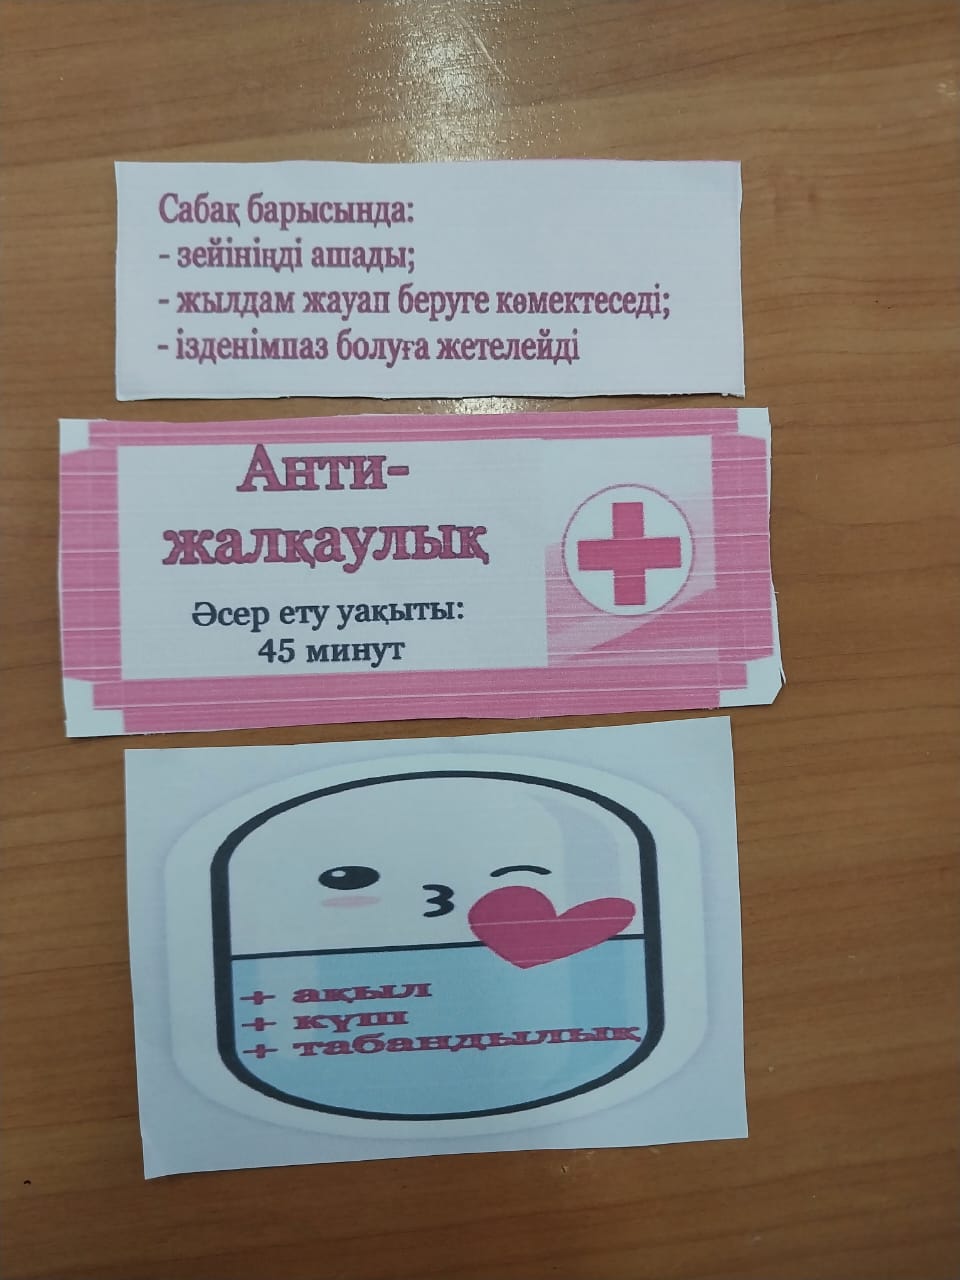 Сабақ барысында:
- зейініңді ашады;
- жылдам жауап беруге көмектеседі;
- ізденімпаз болуға жетелейді
Анти-
жалқаулық
Әсер ету уақыты:
45 минут
+ ақыл
+ күш
+ табандылық